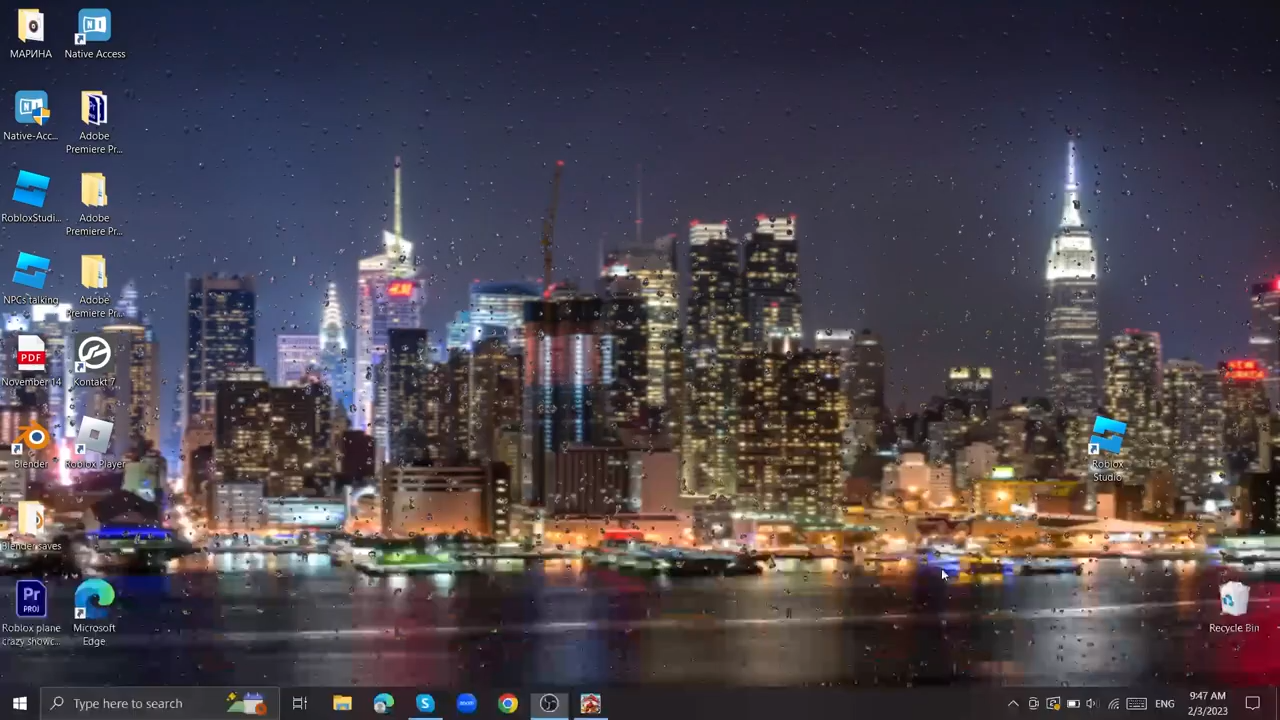 МАРИНА
Native Access
Native-Acc...
Adobe
Premiere Pr...
RobloxStudi...
Adobe
Premiere Pr...
NPCs talking
Adobe
Premiere Pr...
PDF
November 14
Kontakt 7
Blender
Roblox Player
Blender saves
Pr
PROJ
Roblox plane
crazy showc...
Microsoft
Edge
Roblox
Studio
Recycle Bin
Type here to search
zoom
ENG
9:47 AM
2/3/2023